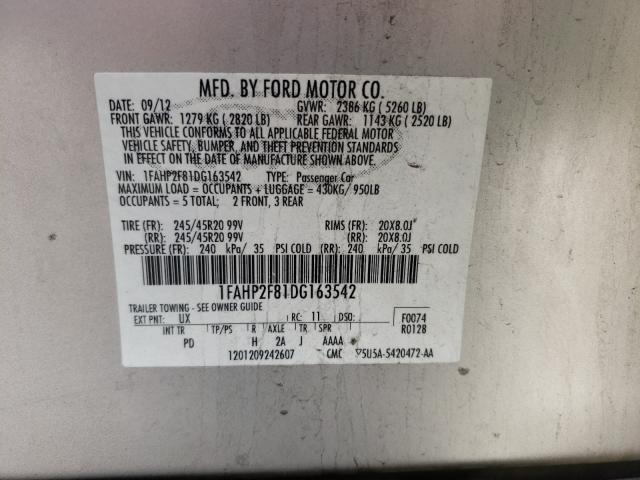 MFD. BY FORD MOTOR CO.
DATE: 09/12 GVWR: 2386 KG (5260 LB)
FRONT GAWR: 1279 KG (2820 LB) REAR GAWR: 1143 KG (2520 LB)
THIS VEHICLE CONFORMS TO ALL APPLICABLE FEDERAL MOTOR
VEHICLE SAFETY, BUMPER, AND THEFT PREVENTION STANDARDS
IN EFFECT ON THE DATE OF MANUFACTURE SHOWN ABOVE.
VIN: 1FAHP2F81DG163542 TYPE: Passenger Car
MAXIMUM LOAD = OCCUPANTS + LUGGAGE = 430KG/ 950LB
OCCUPANTS = 5 TOTAL; 2 FRONT, 3 REAR
TIRE (FR): 245/45R20 99V RIMS (FR): 20X8.0J
(RR): 245/45R20 99V (RR): 20X8.0J
PRESSURE (FR): 240 kPa/ 35 PSI COLD (RR): 240 kPa/ 35 PSI COLD
1FAHP2F81DG163542
TRAILER TOWING - SEE OWNER GUIDE
EXT PNT: UX RC: 11 DSO: F0074
INT TR TP/PS R AXLE TR SPR R0128
PD H 2A J AAAA
1201209242607 CMC 5U5A-5420472-AA